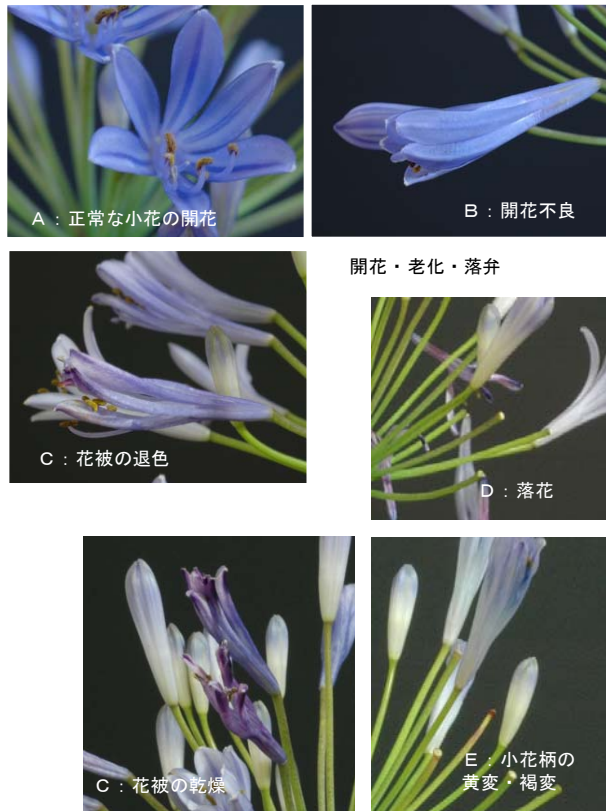 A：正常な小花の開花
B：開花不良
開花・老化・落弁
C：花被の退色
D：落花
C：花被の乾燥
E：小花柄の
黄変・褐変